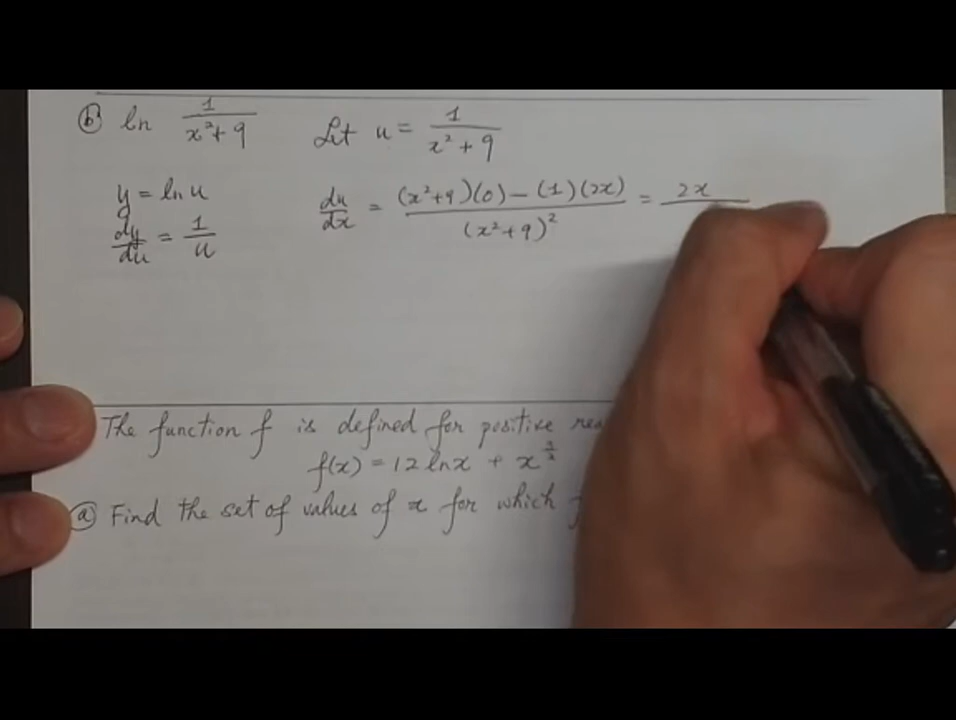 ⓑ ln 1/(x²+9) Let u = 1/(x²+9)
y = ln u
dy/du = 1/u
du/dx = ((x²+9)(0) – (1)(2x))/(x²+9)² = 2x
The function f is defined for positive
f(x) = 12 ln x + x
ⓐ Find the set of values of x for which